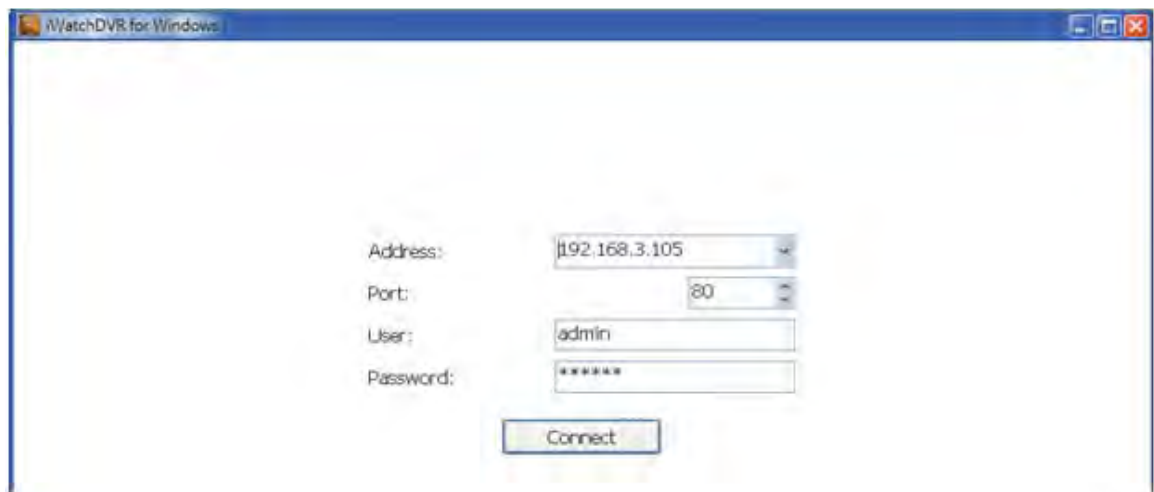 iWatchDVR for Windows
Address: 192.168.3.105
Port: 80
User: admin
Password: ******
Connect